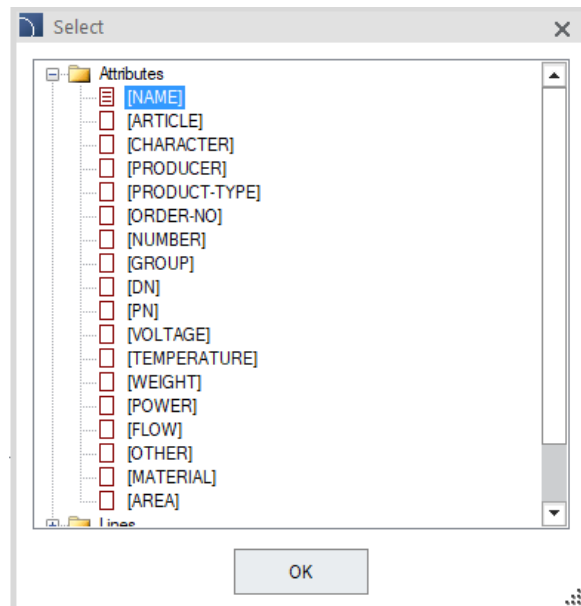 Select
Attributes
[NAME]
[ARTICLE]
[CHARACTER]
[PRODUCER]
[PRODUCT-TYPE]
[ORDER-NO]
[NUMBER]
[GROUP]
[DN]
[PN]
[VOLTAGE]
[TEMPERATURE]
[WEIGHT]
[POWER]
[FLOW]
[OTHER]
[MATERIAL]
[AREA]
Lines
OK